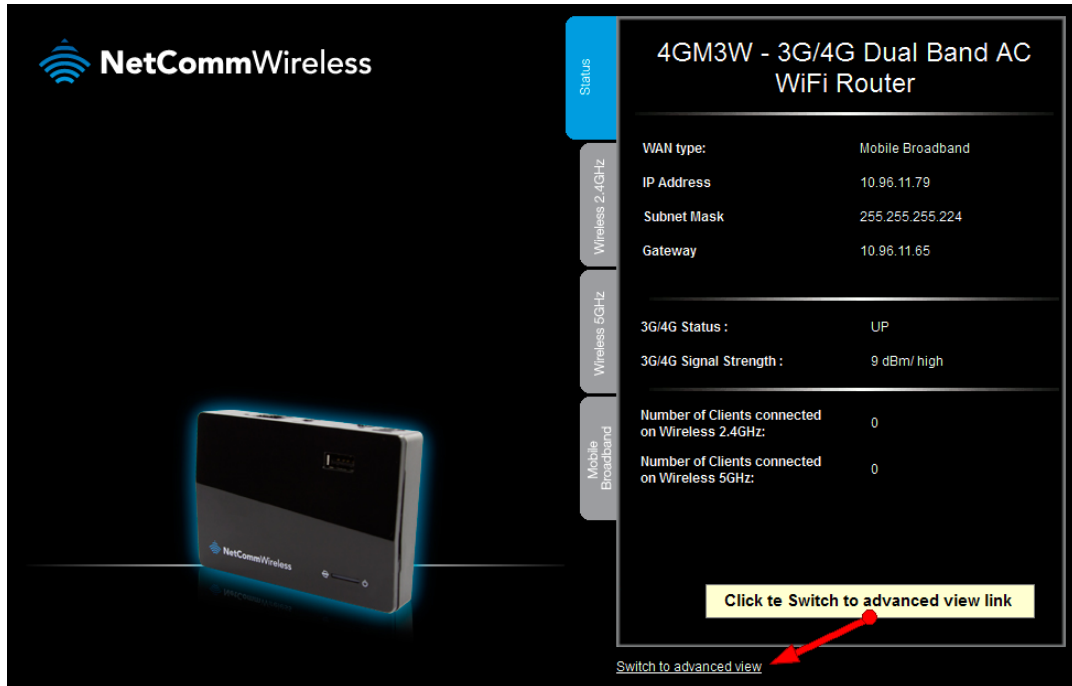 NetCommWireless
Status
Wireless 2.4GHz
Wireless 5GHz
Mobile
Broadband
4GM3W - 3G/4G Dual Band AC
WiFi Router
WAN type: Mobile Broadband
IP Address 10.96.11.79
Subnet Mask 255.255.255.224
Gateway 10.96.11.65
3G/4G Status : UP
3G/4G Signal Strength : 9 dBm/ high
Number of Clients connected
on Wireless 2.4GHz: 0
Number of Clients connected
on Wireless 5GHz: 0
NetCommWireless
Click te Switch to advanced view link
Switch to advanced view